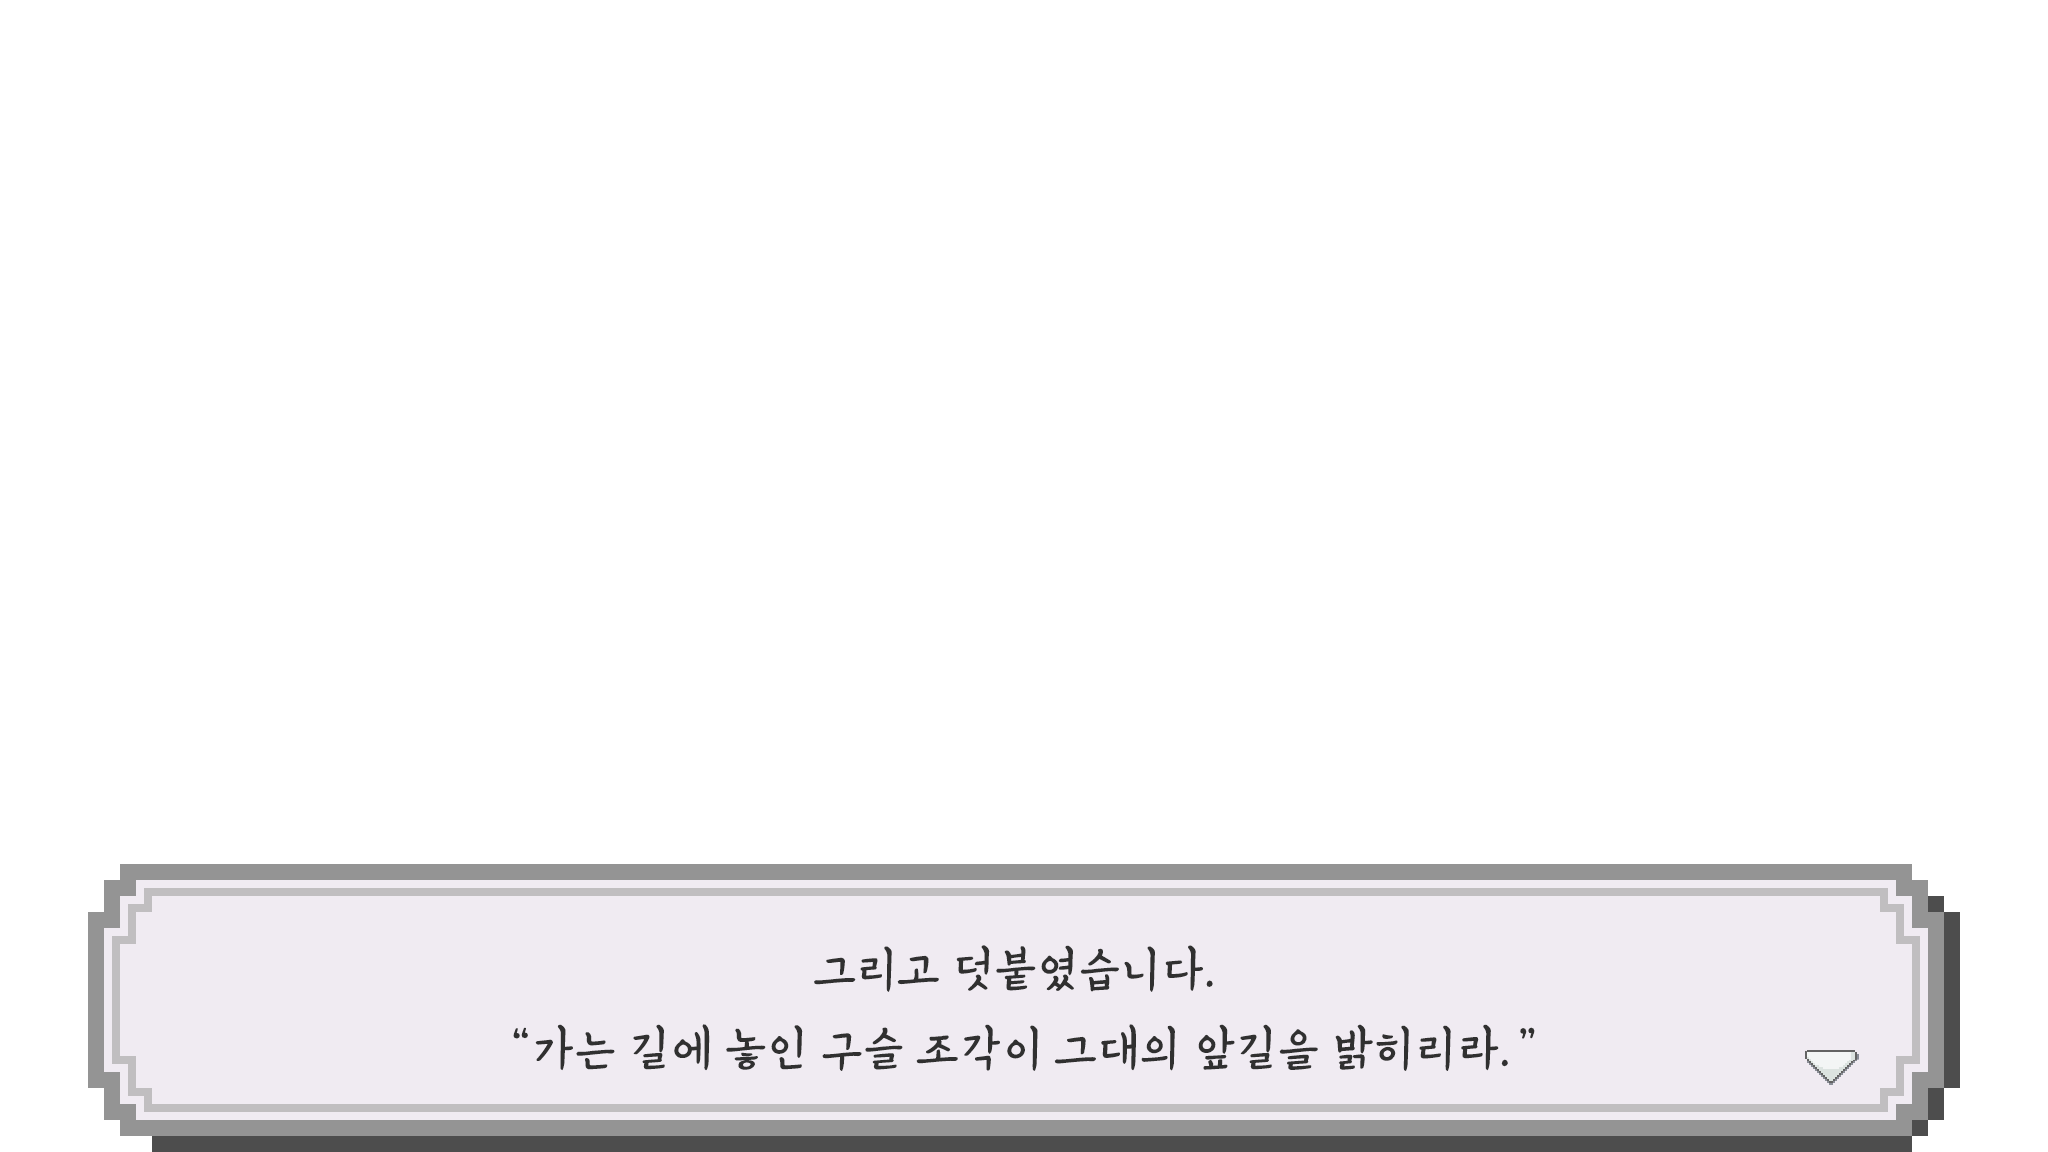 그리고 덧붙였습니다.
“가는 길에 놓인 구슬 조각이 그대의 앞길을 밝히리라.”